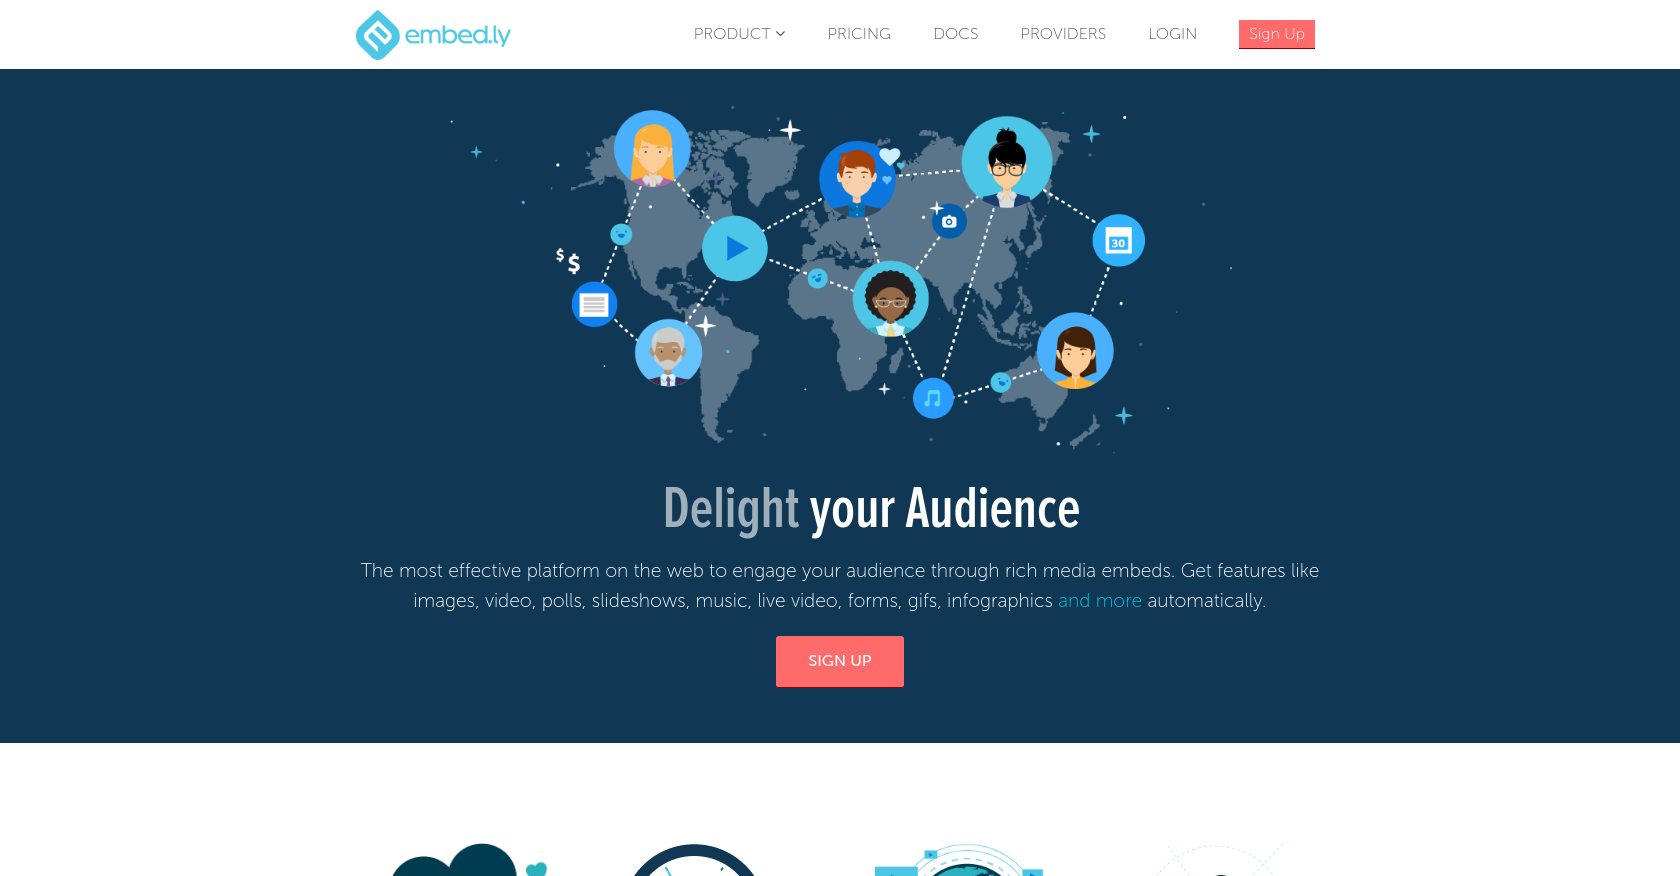 embed.ly
PRODUCT
PRICING
DOCS
PROVIDERS
LOGIN
Sign Up
$
$
30
Delight your Audience
The most effective platform on the web to engage your audience through rich media embeds. Get features like
images, video, polls, slideshows, music, live video, forms, gifs, infographics and more automatically.
SIGN UP